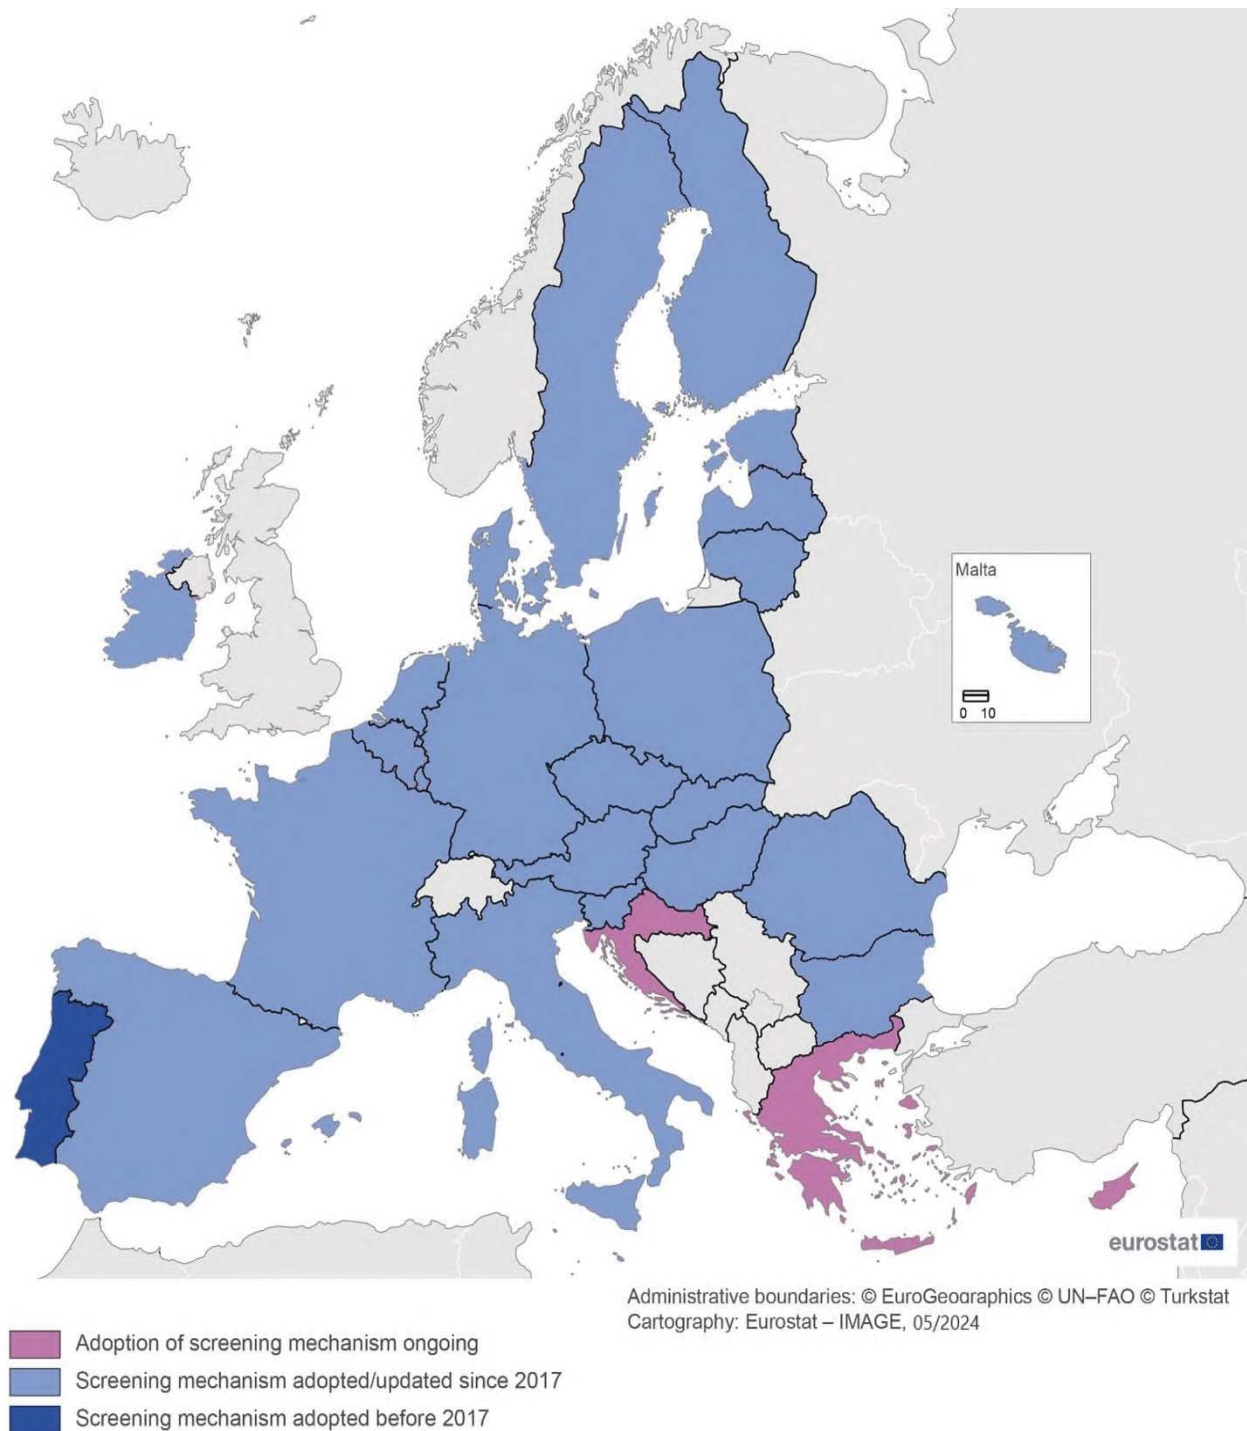 Malta
0 10
eurostat
Administrative boundaries: © EuroGeographics © UN–FAO © Turkstat
Cartography: Eurostat – IMAGE, 05/2024
Adoption of screening mechanism ongoing
Screening mechanism adopted/updated since 2017
Screening mechanism adopted before 2017